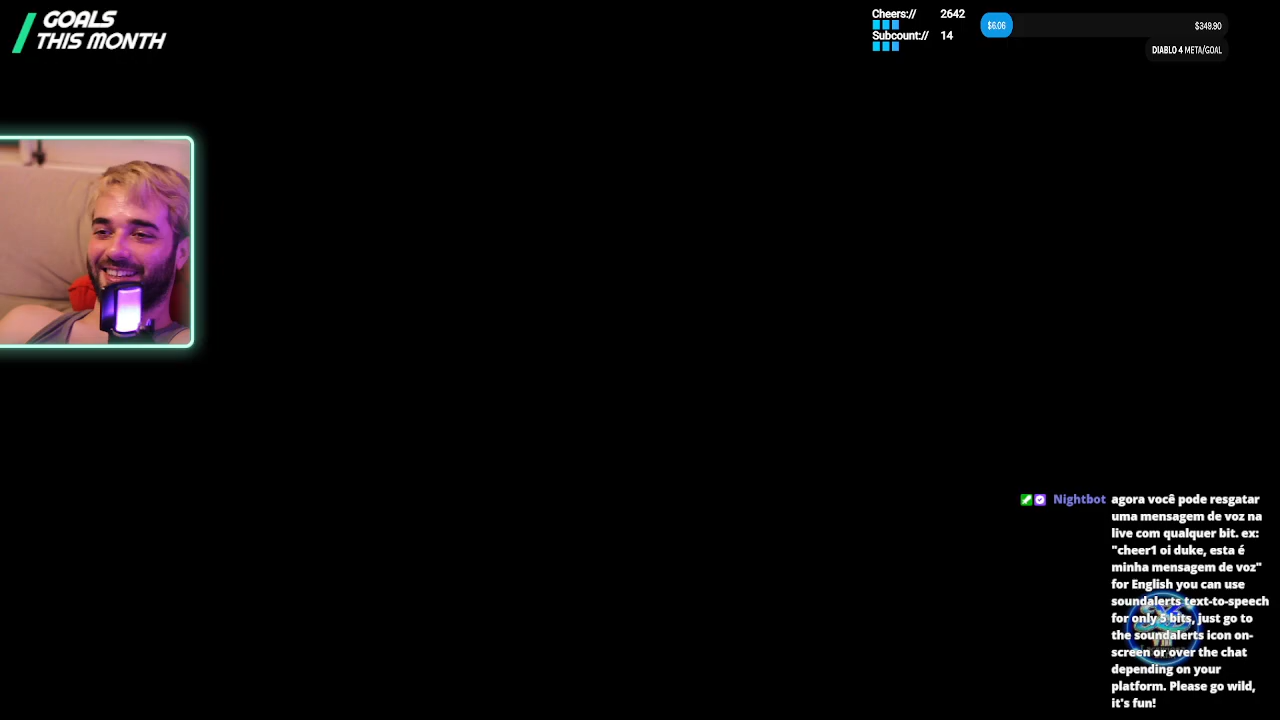 GOALS
THIS MONTH
Cheers:// 2642
Subcount:// 14
$6.06 $349.90
DIABLO 4 META/GOAL
Nightbot agora você pode resgatar
uma mensagem de voz na
live com qualquer bit. ex:
"cheer1 oi duke, esta é
minha mensagem de voz"
for English you can use
soundalerts text-to-speech
for only 5 bits, just go to
the soundalerts icon on-
screen or over the chat
depending on your
platform. Please go wild,
it's fun!